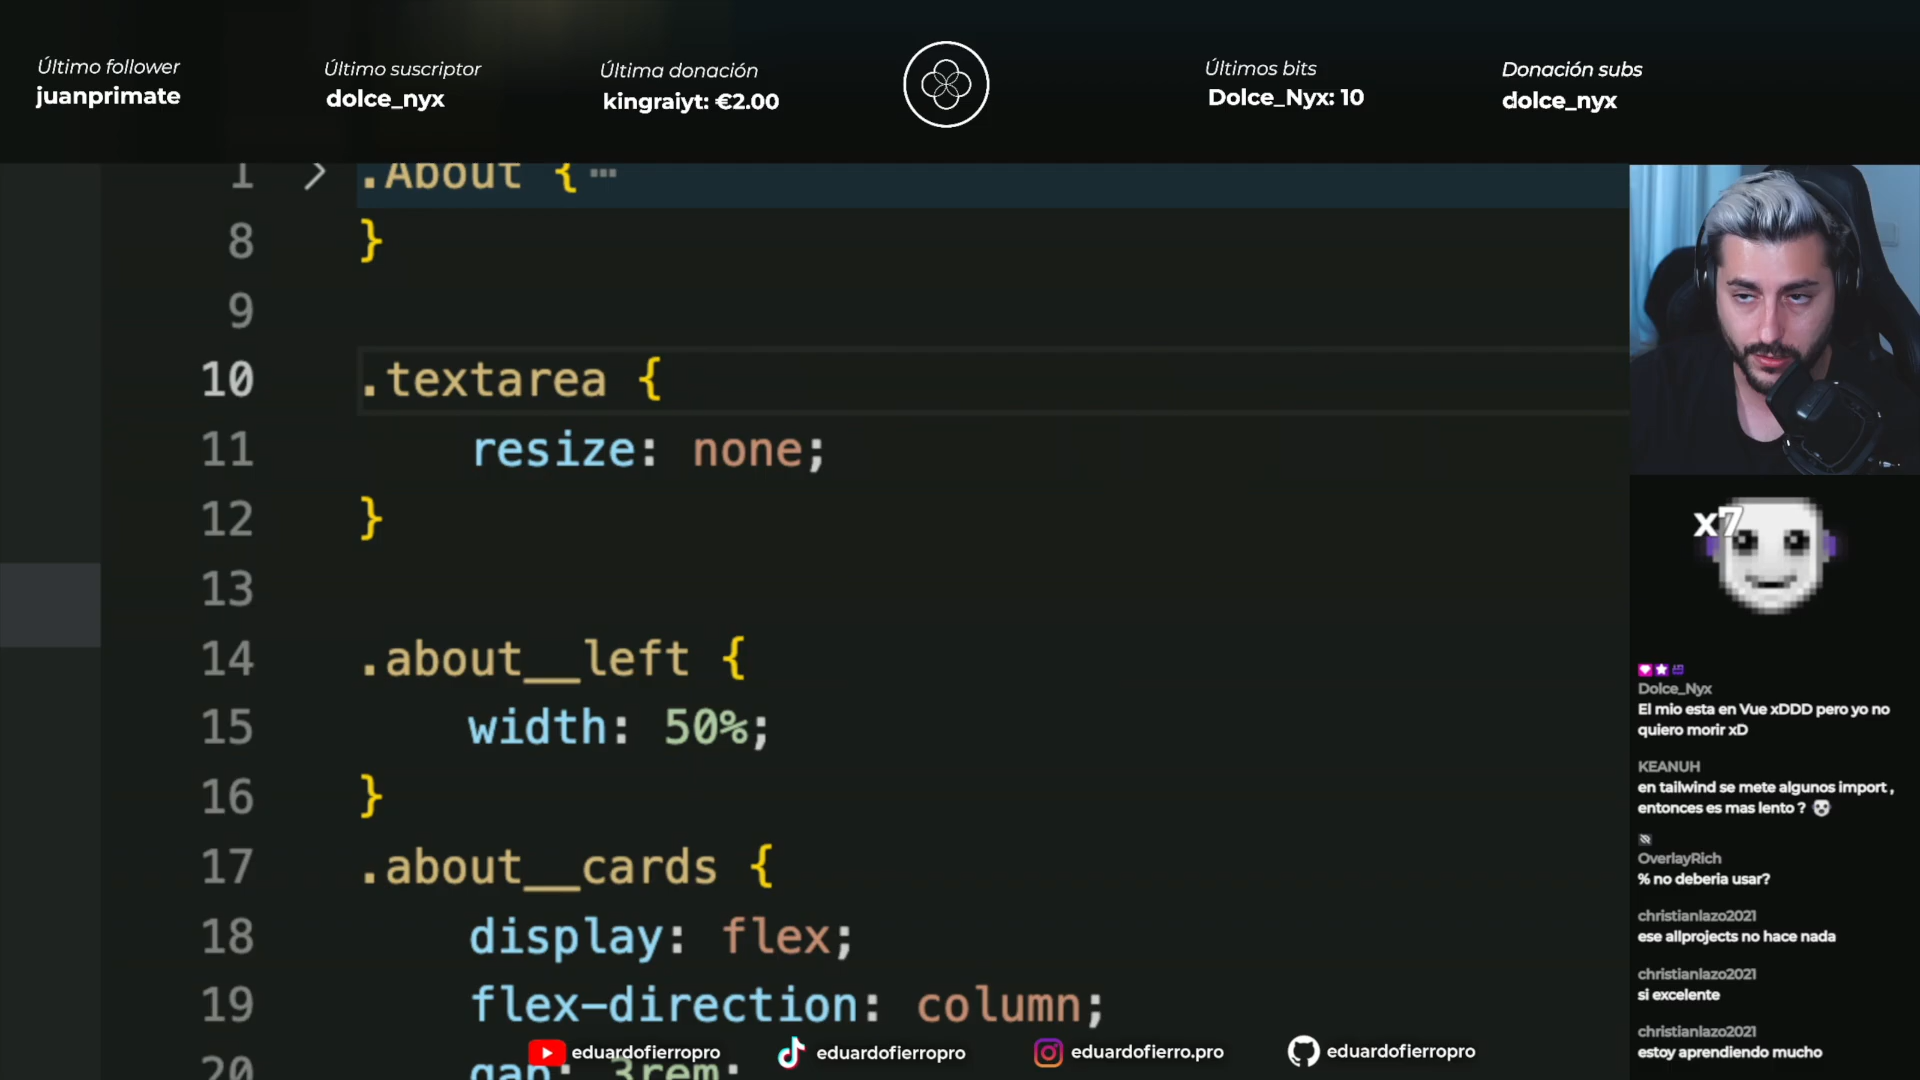 Último follower
juanprimate
Último suscriptor
dolce_nyx
Última donación
kingraiyt: €2.00
Últimos bits
Dolce_Nyx: 10
Donación subs
dolce_nyx
1 > .About { ⋯
8 }
9
10 .textarea {
11 resize: none;
12 }
13
14 .about__left {
15 width: 50%;
16 }
17 .about__cards {
18 display: flex;
19 flex-direction: column;
20 gap: 3rem;
x7
Dolce_Nyx
El mio esta en Vue xDDD pero yo no
quiero morir xD
KEANUH
en tailwind se mete algunos import ,
entonces es mas lento ?
OverlayRich
% no deberia usar?
christianlazo2021
ese allprojects no hace nada
christianlazo2021
si excelente
christianlazo2021
estoy aprendiendo mucho
eduardofierropro
eduardofierropro
eduardofierro.pro
eduardofierropro